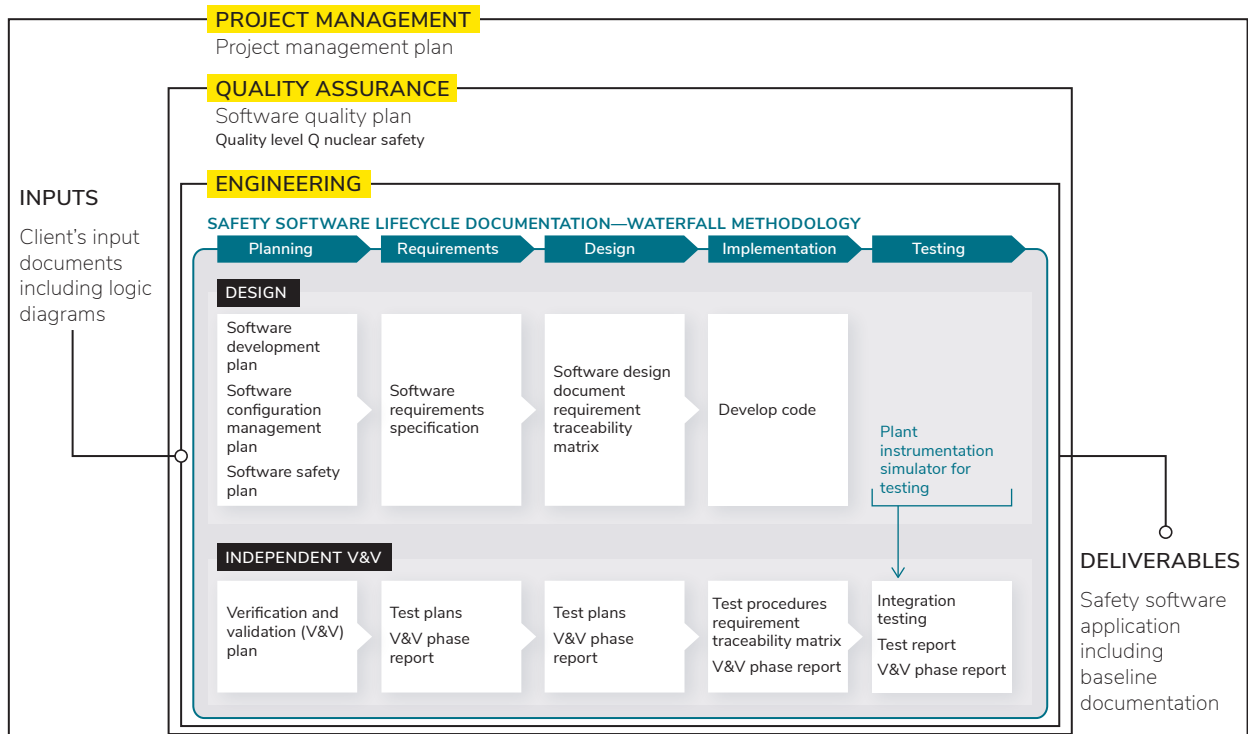 PROJECT MANAGEMENT
Project management plan
QUALITY ASSURANCE
Software quality plan
Quality level Q nuclear safety
ENGINEERING
INPUTS
Client's input
documents
including logic
diagrams
SAFETY SOFTWARE LIFECYCLE DOCUMENTATION—WATERFALL METHODOLOGY
Planning
Requirements
Design
Implementation
Testing
DESIGN
Software
development
plan
Software
configuration
management
plan
Software safety
plan
Software
requirements
specification
Software design
document
requirement
traceability
matrix
Develop code
Plant
instrumentation
simulator for
testing
INDEPENDENT V&V
Verification and
validation (V&V)
plan
Test plans
V&V phase
report
Test plans
V&V phase
report
Test procedures
requirement
traceability matrix
V&V phase report
Integration
testing
Test report
V&V phase report
DELIVERABLES
Safety software
application
including
baseline
documentation